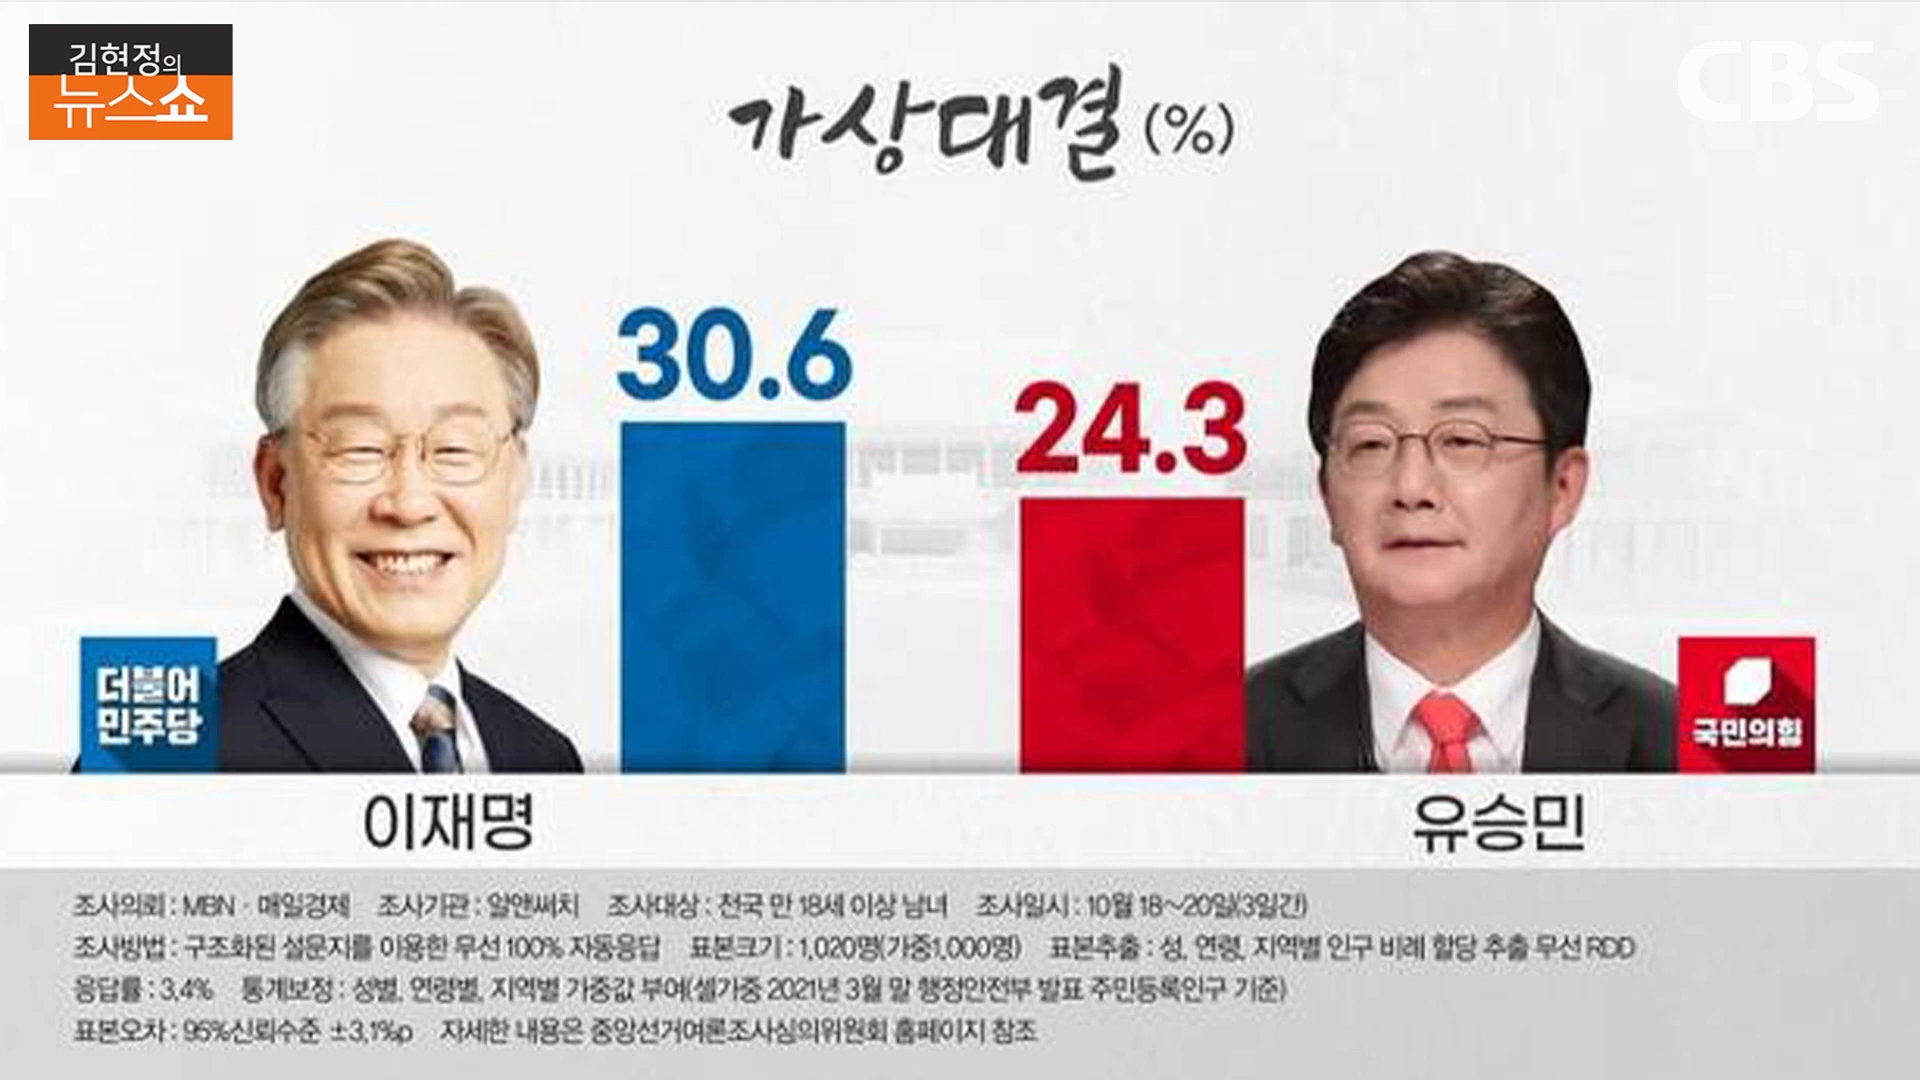 김현정의
뉴스쇼
CBS
가상대결 (%)
30.6
24.3
더불어
민주당
국민의힘
이재명
유승민
조사의뢰 : MBN · 매일경제 조사기관 : 알앤써치 조사대상 : 전국 만 18세 이상 남녀 조사일시 : 10월 18~20일(3일간)
조사방법 : 구조화된 설문지를 이용한 무선 100% 자동응답 표본크기 : 1,020명(가중1,000명) 표본추출 : 성, 연령, 지역별 인구 비례 할당 추출 무선 RDD
응답률 : 3.4% 통계보정 : 성별, 연령별, 지역별 가중값 부여(셀가중 2021년 3월 말 행정안전부 발표 주민등록인구 기준)
표본오차 : 95%신뢰수준 ±3.1%p 자세한 내용은 중앙선거여론조사심의위원회 홈페이지 참조